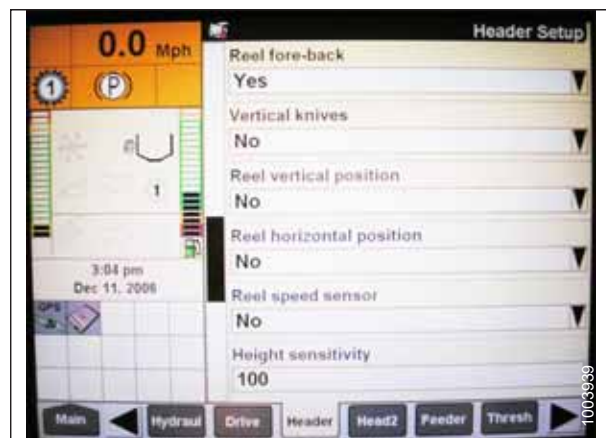 0.0 Mph
Header Setup
1
P
Reel fore-back
Yes
Vertical knives
No
Reel vertical position
No
1
Reel horizontal position
No
3:04 pm
Dec 11. 2006
Reel speed sensor
No
GPS
Height sensitivity
100
Main
Hydraul
Drive
Header
Head2
Feeder
Thresh
1003939